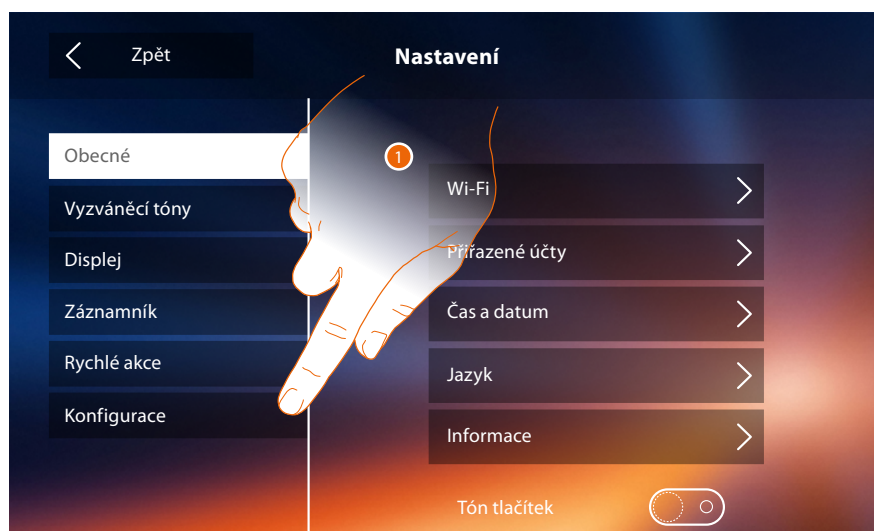 Zpět
Nastavení
Obecné
Vyzváněcí tóny
Displej
Záznamník
Rychlé akce
Konfigurace
1
Wi-Fi
Přiřazené účty
Čas a datum
Jazyk
Informace
Tón tlačítek